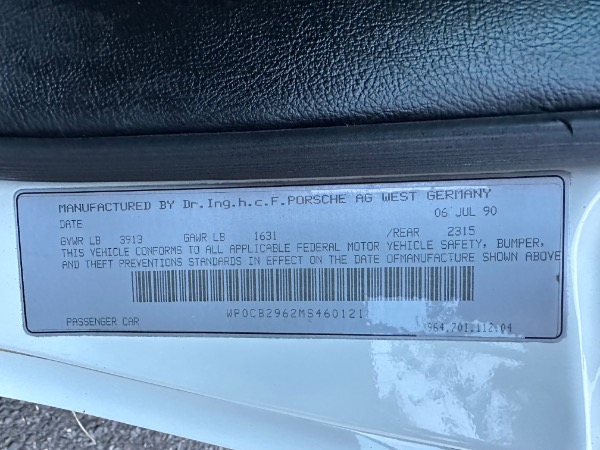 MANUFACTURED BY Dr.Ing.h.c.F.PORSCHE AG WEST GERMANY
DATE 06 JUL 90
GVWR LB 3913 GAWR LB 1631 /REAR 2315
THIS VEHICLE CONFORMS TO ALL APPLICABLE FEDERAL MOTOR VEHICLE SAFETY, BUMPER,
AND THEFT PREVENTIONS STANDARDS IN EFFECT ON THE DATE OFMANUFACTURE SHOWN ABOVE
WP0CB2962MS460121
PASSENGER CAR 964.701.112.04